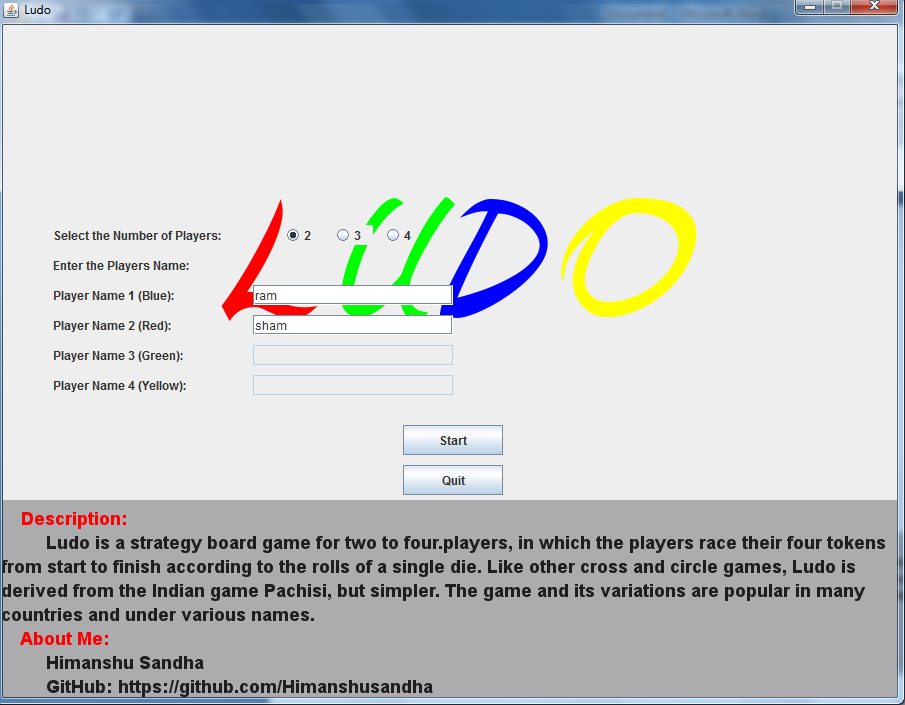 Ludo
LUDO
Select the Number of Players: 2 3 4
Enter the Players Name:
Player Name 1 (Blue): ram
Player Name 2 (Red): sham
Player Name 3 (Green):
Player Name 4 (Yellow):
Start
Quit
Description:
Ludo is a strategy board game for two to four.players, in which the players race their four tokens
from start to finish according to the rolls of a single die. Like other cross and circle games, Ludo is
derived from the Indian game Pachisi, but simpler. The game and its variations are popular in many
countries and under various names.
About Me:
Himanshu Sandha
GitHub: https://github.com/Himanshusandha